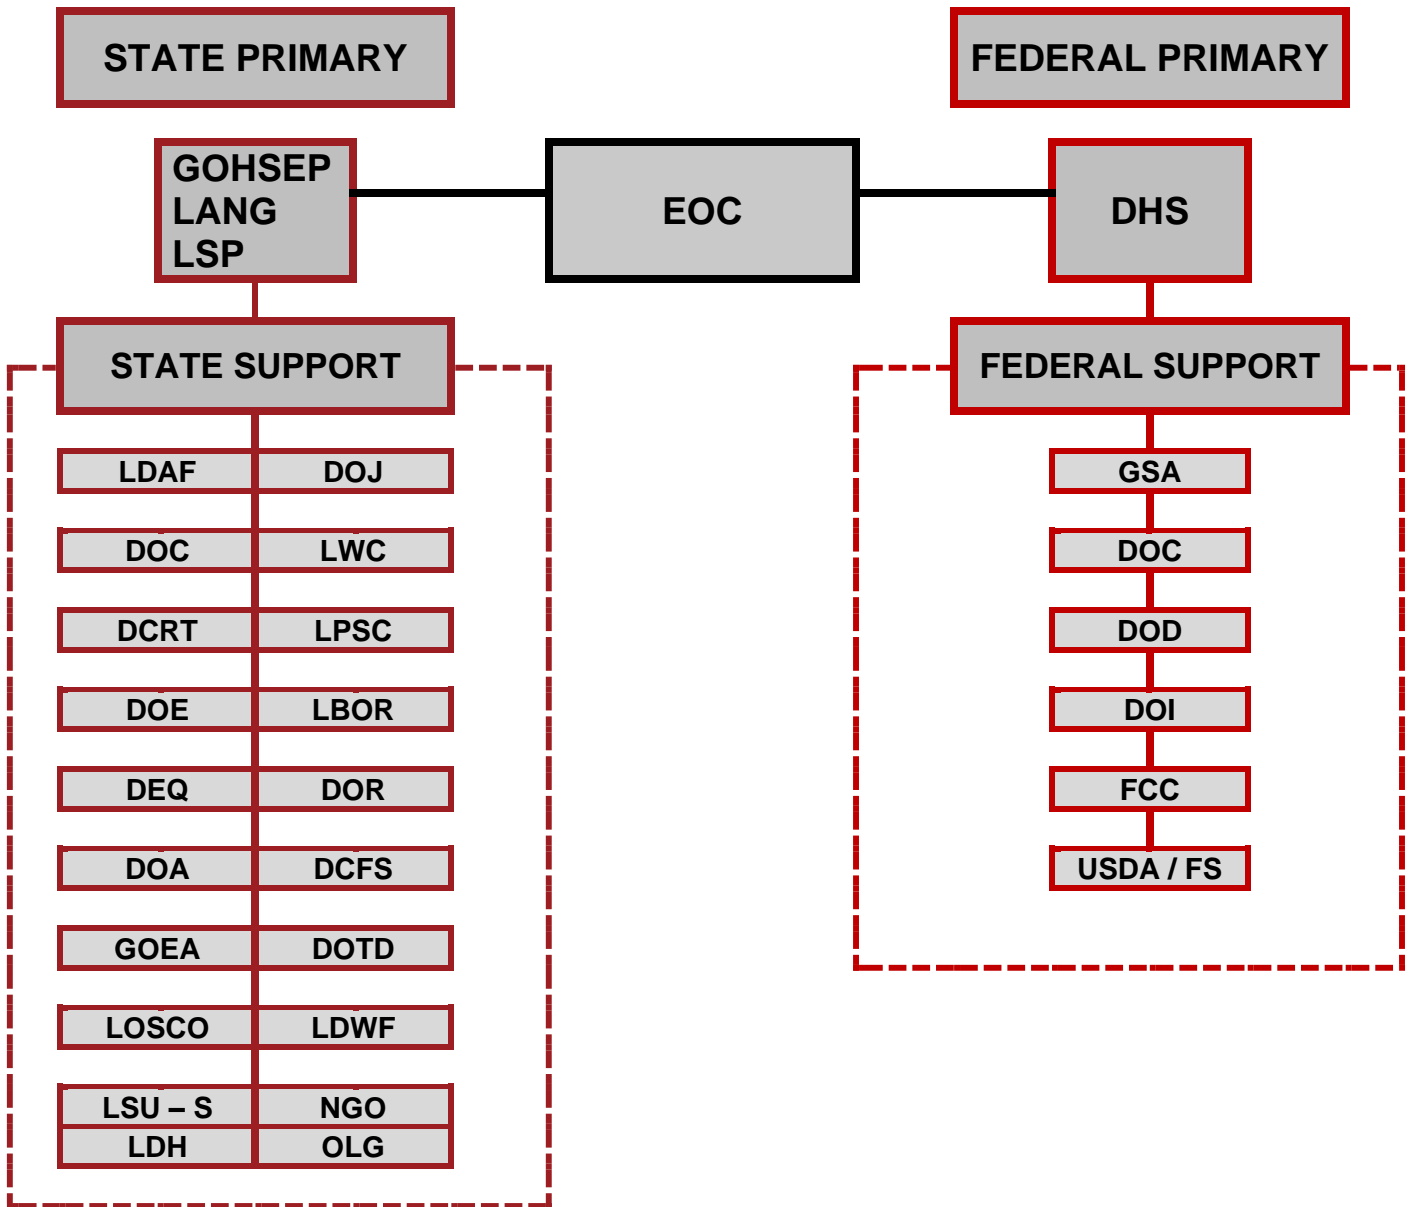 STATE PRIMARY
FEDERAL PRIMARY
GOHSEP
LANG
LSP
EOC
DHS
STATE SUPPORT
FEDERAL SUPPORT
LDAF
DOJ
GSA
DOC
LWC
DOC
DCRT
LPSC
DOD
DOE
LBOR
DOI
DEQ
DOR
FCC
DOA
DCFS
USDA / FS
GOEA
DOTD
LOSCO
LDWF
LSU – S
NGO
LDH
OLG